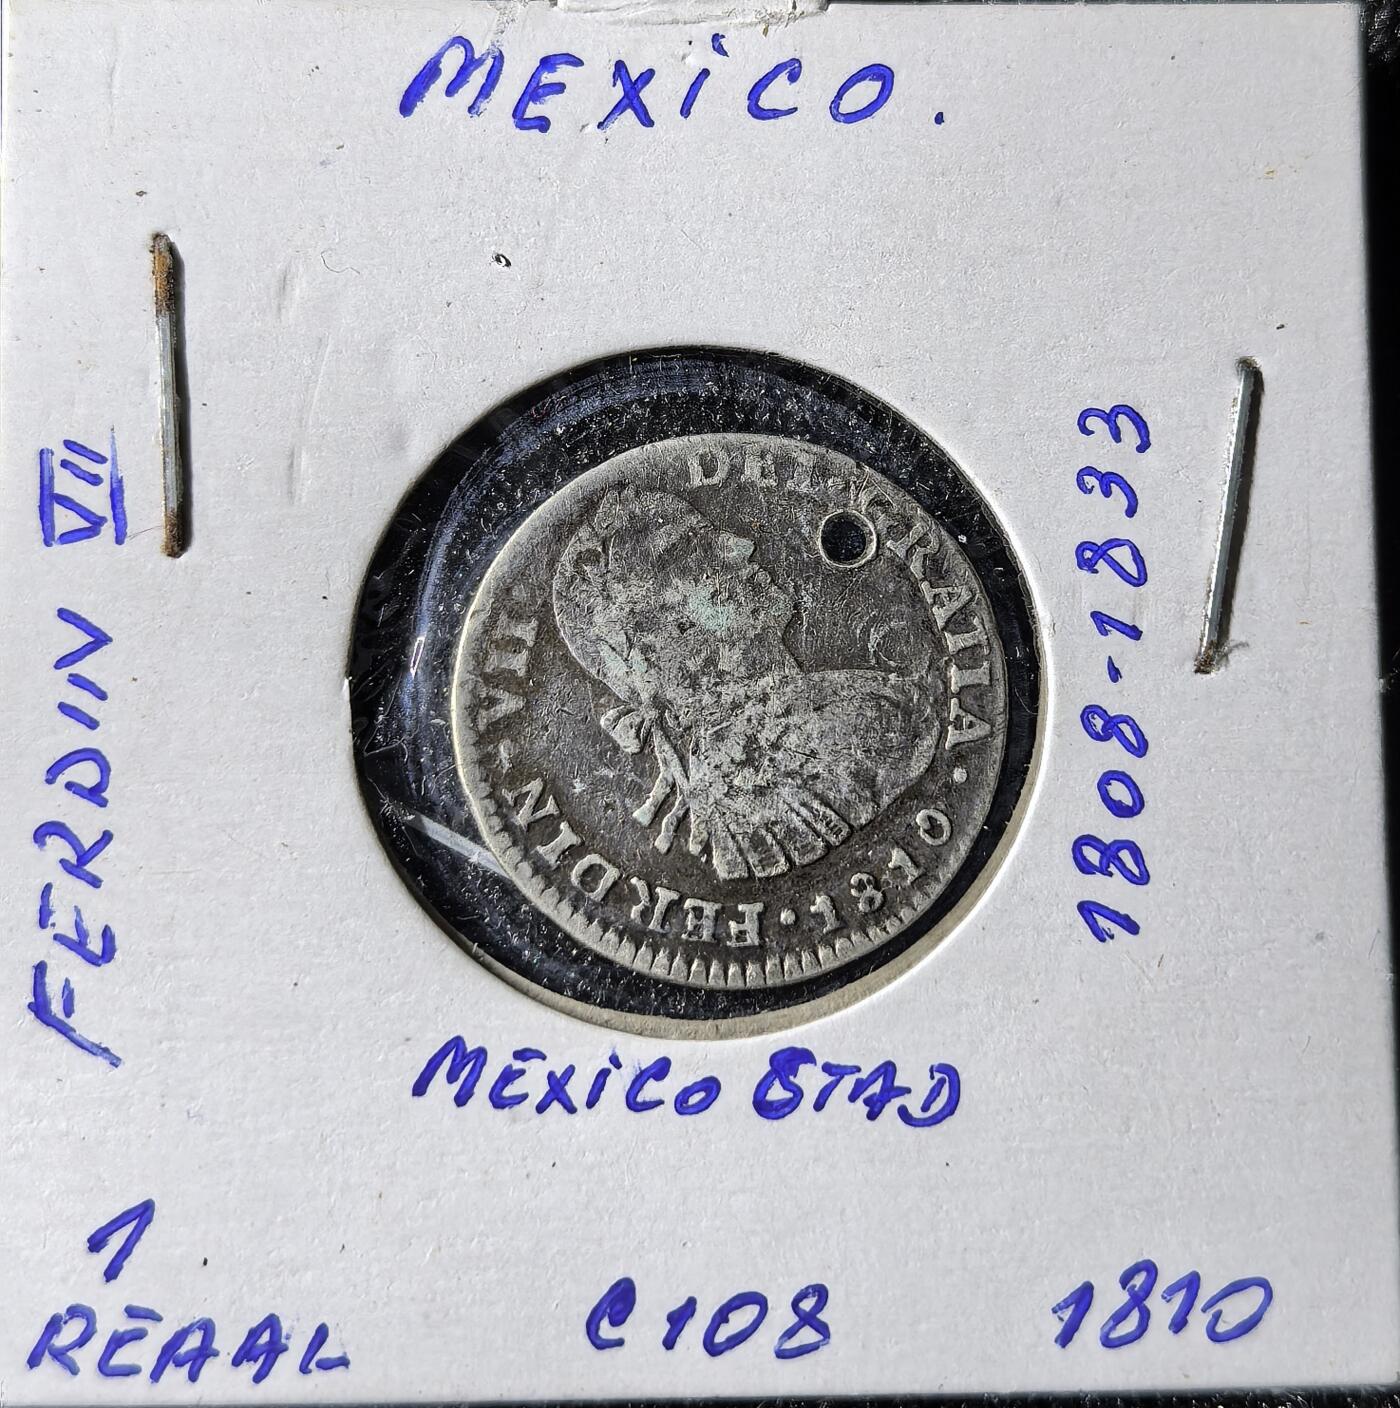 MEXICO.
FERDIN VII
1808-1833
FERDIN·VII· DEI·GRATIA·1810·
MEXICO STAD
1
REAAL
C108
1810